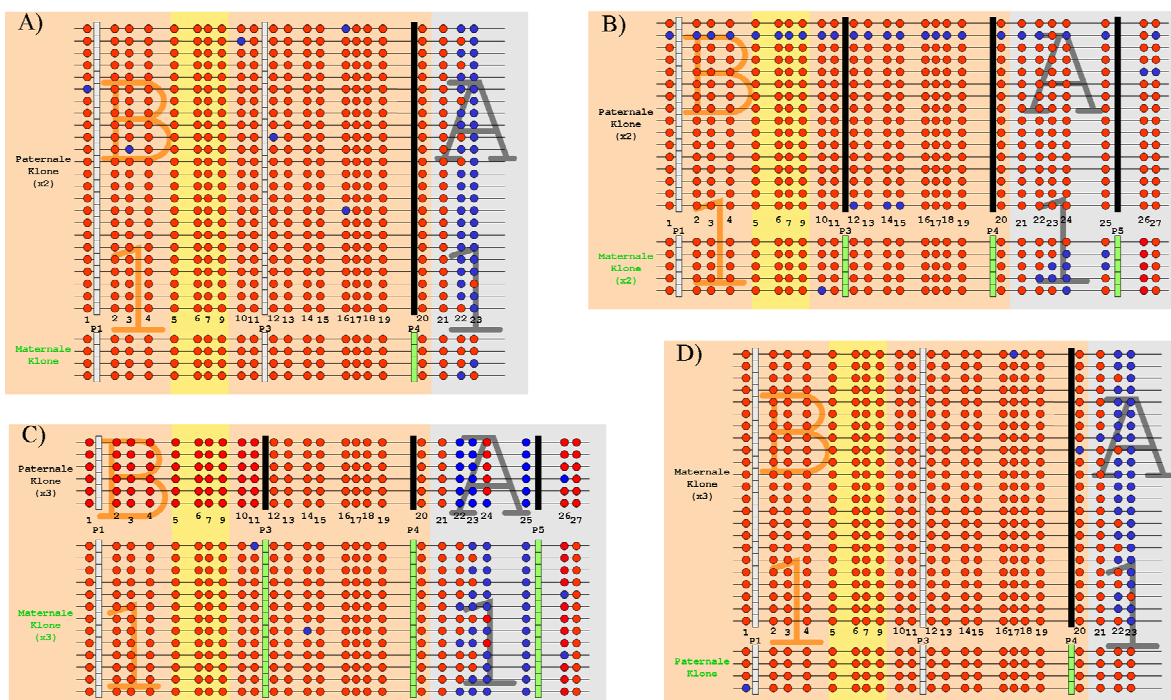 A)
B
A
Paternale
Klone
(x2)
1
1
1 2 3 4 5 6 7 9 10 11 12 13 14 15 16 17 18 19 20 21 22 23
P1 P3 P4
Maternale
Klone
B)
B
A
Paternale
Klone
(x2)
1
1
1 2 3 4 6 7 9 10 11 12 13 14 15 16 17 18 19 20 21 22 23 24 25 26 27
P1 P3 P4 P5
Maternale
Klone
(x2)
C)
B
A
Paternale
Klone
(x3)
1 2 3 4 5 6 7 9 10 11 12 13 14 15 16 17 18 19 20 21 22 23 24 25 26 27
P1 P3 P4 P5
Maternale
Klone
(x3)
1
1
D)
B
A
Maternale
Klone
(x3)
1
1
1 2 3 4 5 6 7 9 10 11 12 13 14 15 16 17 18 19 20 21 22 23
P1 P3 P4
Paternale
Klone